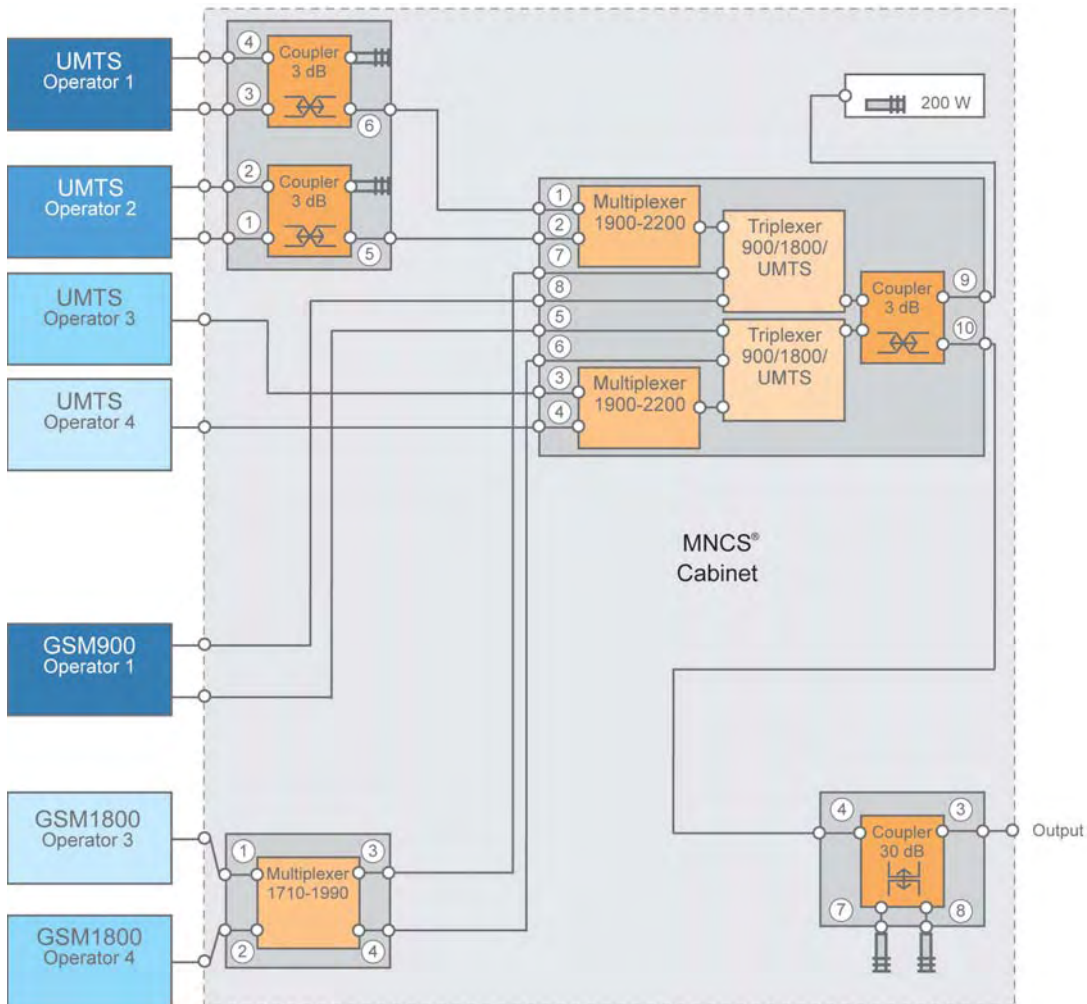 UMTS
Operator 1
4
3
Coupler
3 dB
6
UMTS
Operator 2
2
1
Coupler
3 dB
5
UMTS
Operator 3
UMTS
Operator 4
200 W
1
2
7
8
5
6
3
4
Multiplexer
1900-2200
Triplexer
900/1800/
UMTS
Triplexer
900/1800/
UMTS
Multiplexer
1900-2200
Coupler
3 dB
9
10
MNCS®
Cabinet
GSM900
Operator 1
GSM1800
Operator 3
GSM1800
Operator 4
1
2
Multiplexer
1710-1990
3
4
4
3
Coupler
30 dB
7
8
Output